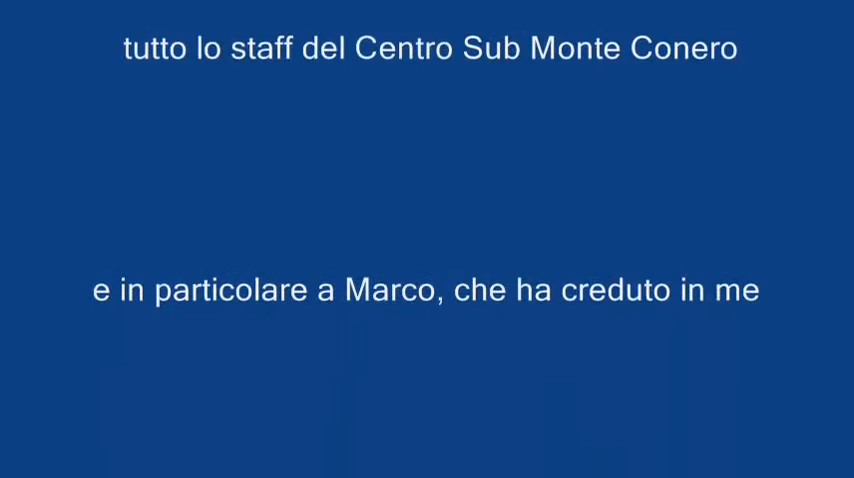 tutto lo staff del Centro Sub Monte Conero
e in particolare a Marco, che ha creduto in me